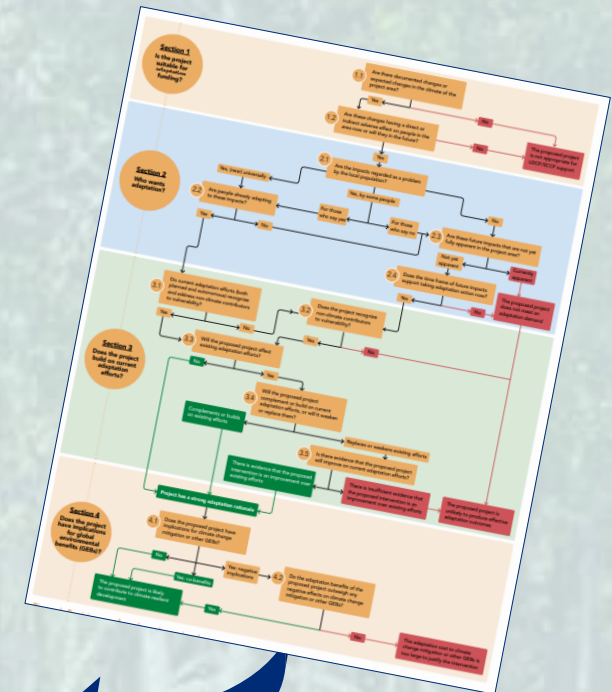 Section 1
Is the project
suitable for
adaptation
funding?
1.1
Are there documented changes or
expected changes in the climate of the
project area?
Yes
No
1.2
Are these changes having a direct or
indirect adverse effect on people in the
area now or will they in the future?
Yes
No
The proposed project
is not appropriate for
LDCF/SCCF support
Section 2
Who wants
adaptation?
2.1
Are the impacts regarded as a problem
by the local population?
Yes, (near) universally
Yes, by some people
No
2.2
Are people already adapting
to these impacts?
Yes
No
For those
who say yes
For those
who say no
2.3
Are these future impacts that are not yet
fully apparent in the project area?
Not yet
apparent
Currently
apparent
2.4
Does the time frame of future impacts
support taking adaptation action now?
Yes
No
The proposed project
does not meet an
adaptation demand
Section 3
Does the project
build on current
adaptation
efforts?
3.1
Do current adaptation efforts (both
planned and autonomous) recognise
and address non-climate contributors
to vulnerability?
Yes
No
3.2
Does the project recognise
non-climate contributors
to vulnerability?
Yes
No
3.3
Will the proposed project affect
existing adaptation efforts?
No
Yes
3.4
Will the proposed project
complement or build on current
adaptation efforts, or will it weaken
or replace them?
Complements or builds
on existing efforts
Replaces or weakens existing efforts
3.5
Is there evidence that the proposed project
will improve on current adaptation efforts?
There is evidence that the proposed
intervention is an improvement over
existing efforts
There is insufficient evidence that
the proposed intervention is an
improvement over existing efforts
The proposed project is
unlikely to produce effective
adaptation outcomes
Project has a strong adaptation rationale
Section 4
Does the project
have implications
for global
environmental
benefits (GEBs)?
4.1
Does the proposed project have
implications for climate change
mitigation or other GEBs?
No
Yes: co-benefits
Yes: negative
implications
4.2
Do the adaptation benefits of the
proposed project outweigh any
negative effects on climate change
mitigation or other GEBs?
Yes
No
The proposed project is likely
to contribute to climate-resilient
development
The adaptation cost to climate
change mitigation or other GEBs is
too large to justify the intervention